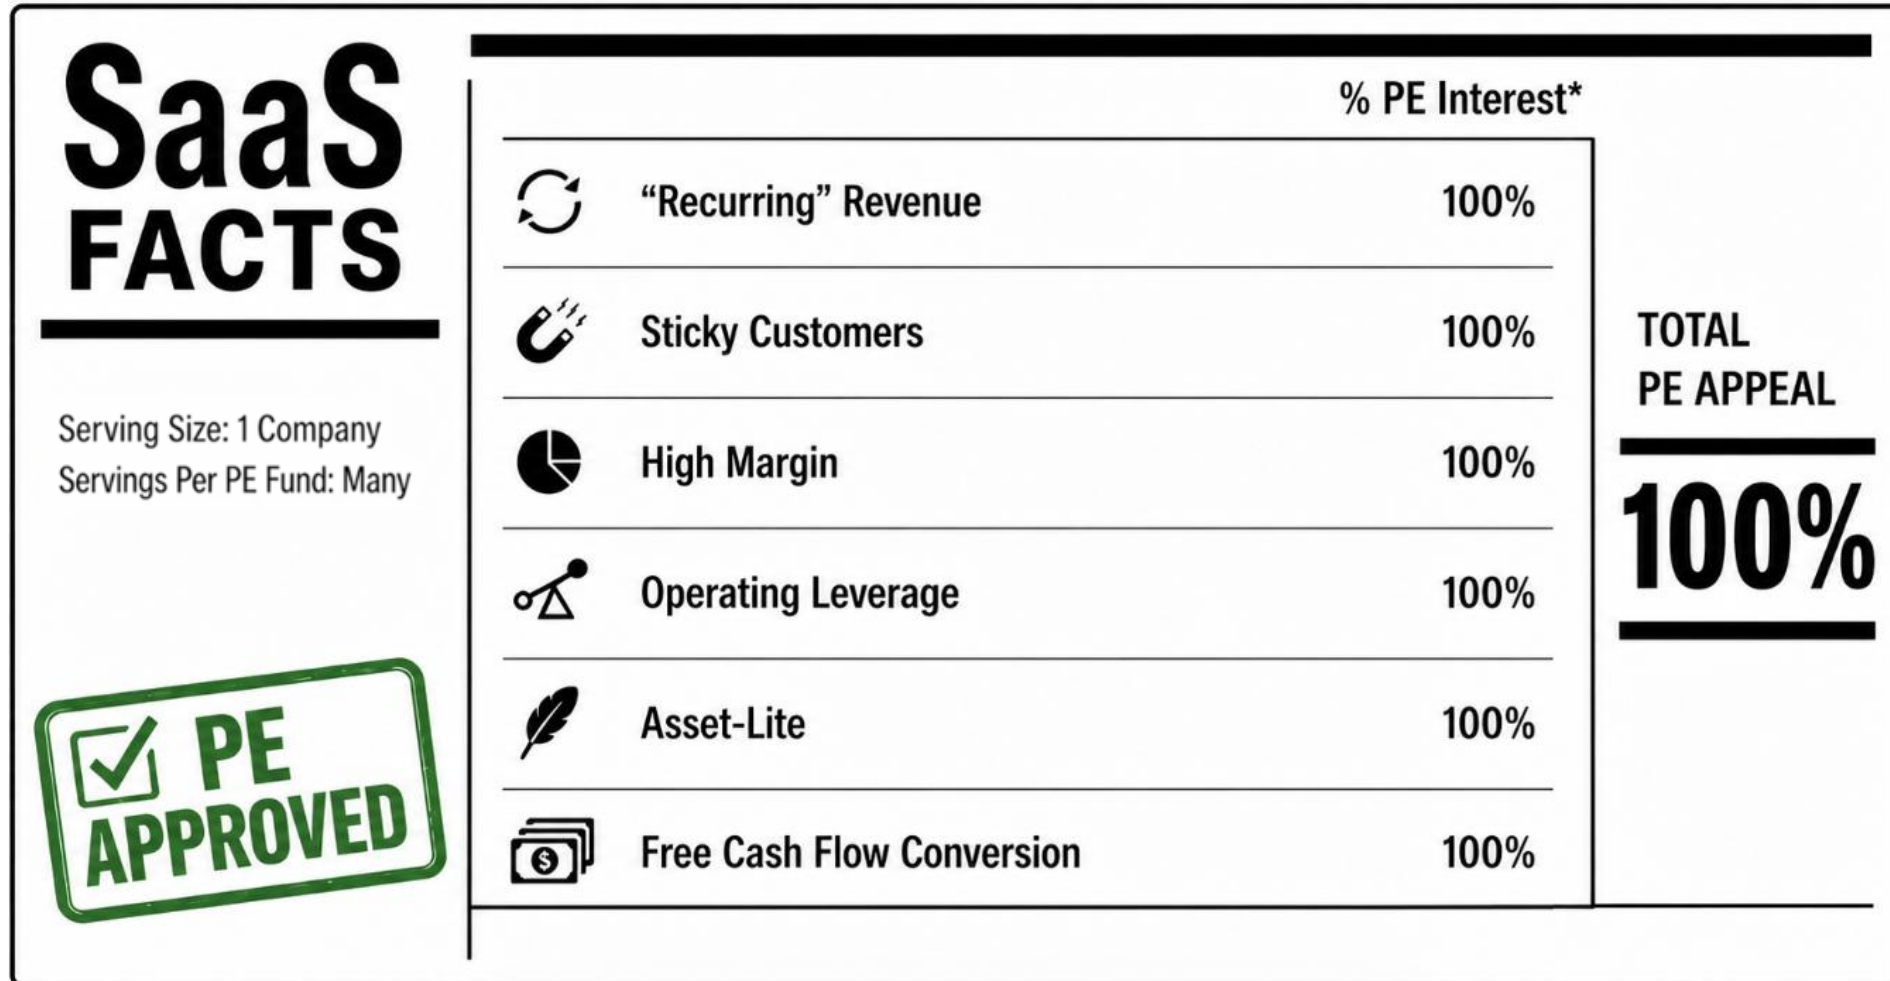 SaaS
FACTS
Serving Size: 1 Company
Servings Per PE Fund: Many
PE
APPROVED
% PE Interest*
“Recurring” Revenue 100%
Sticky Customers 100%
High Margin 100%
Operating Leverage 100%
Asset-Lite 100%
$ Free Cash Flow Conversion 100%
TOTAL
PE APPEAL
100%